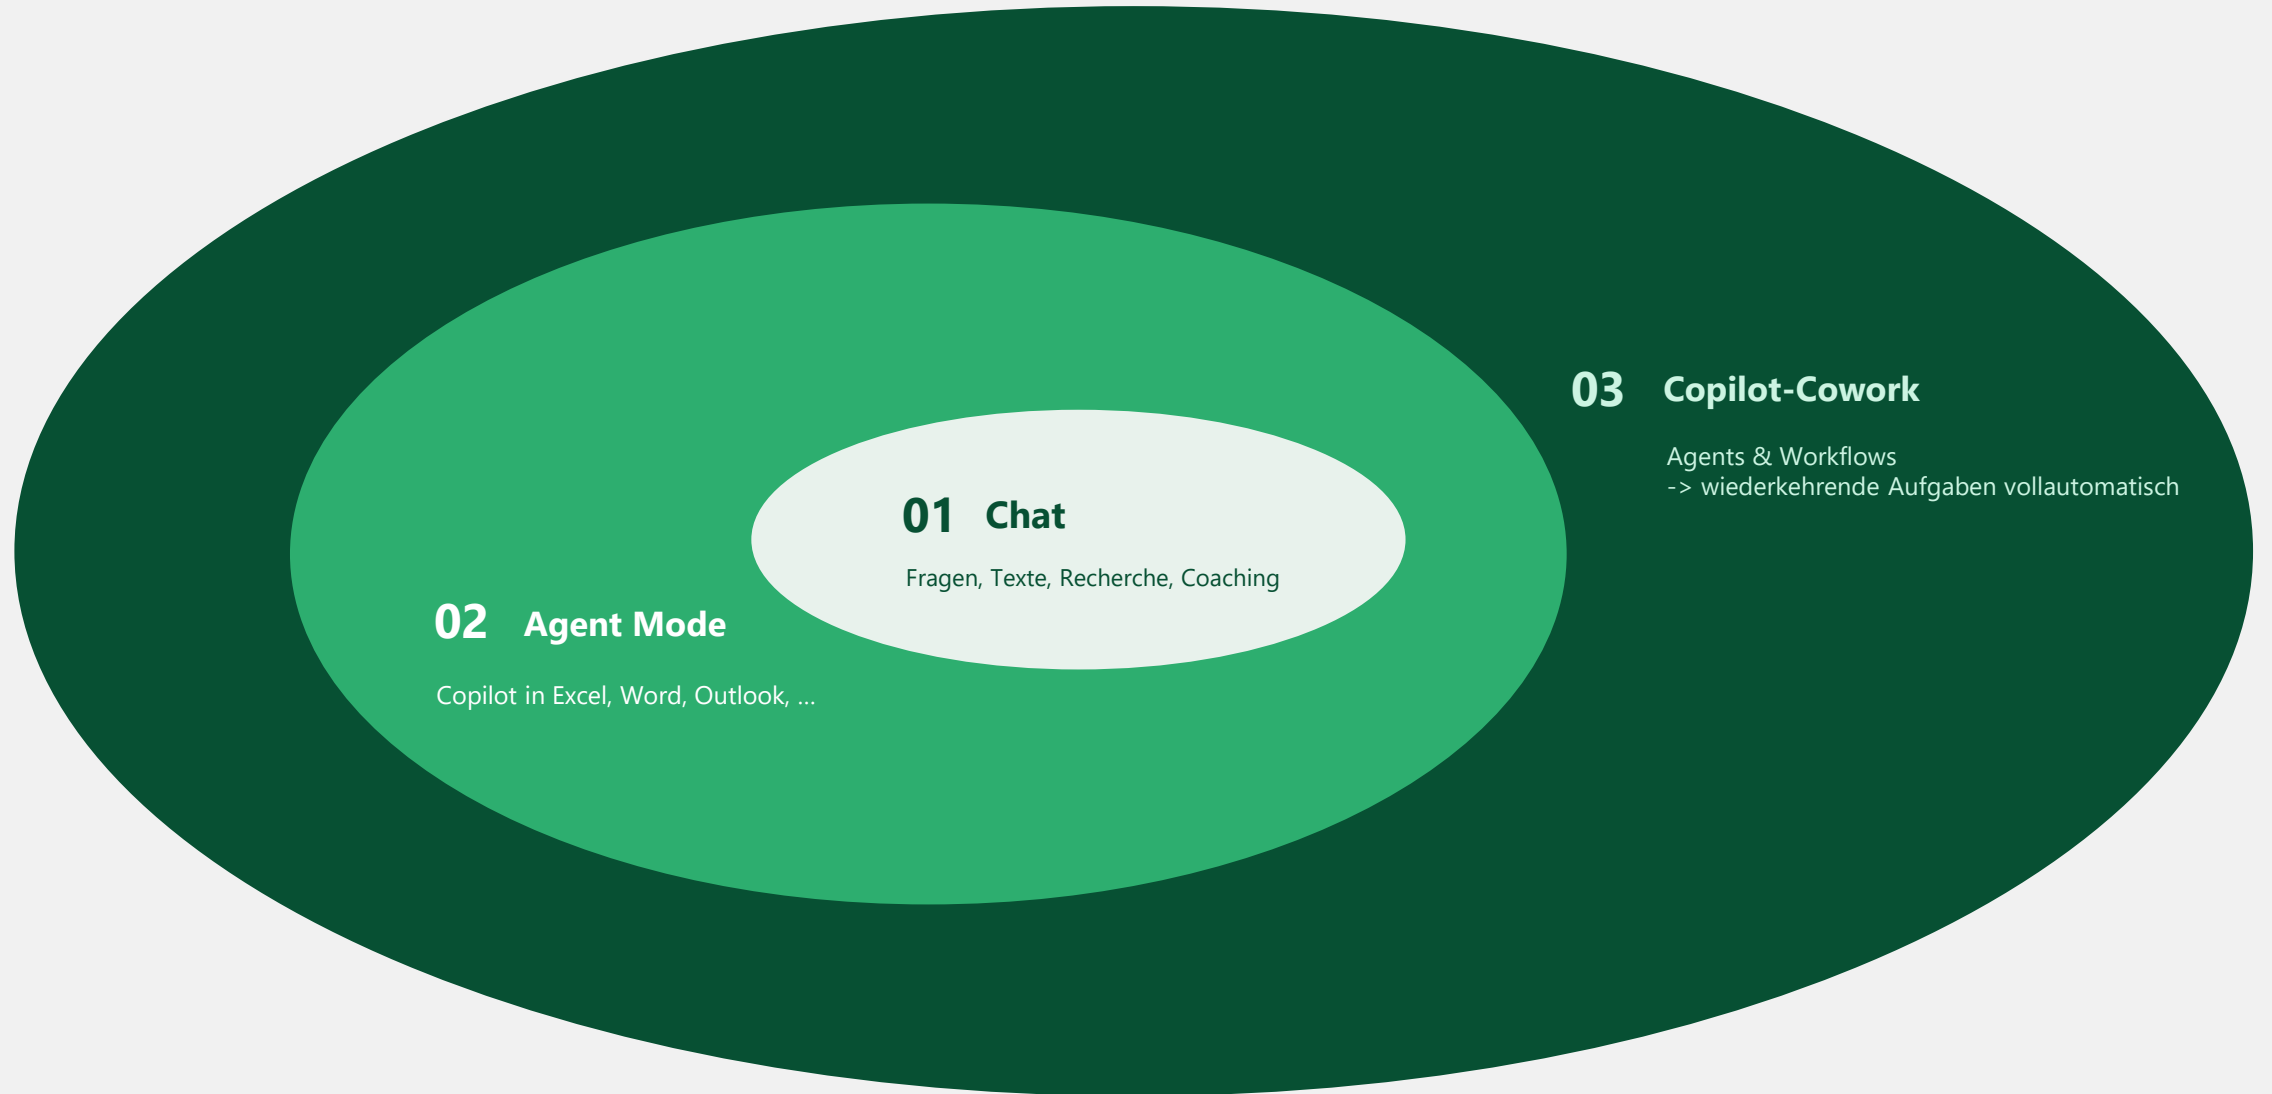 01 Chat
Fragen, Texte, Recherche, Coaching
02 Agent Mode
Copilot in Excel, Word, Outlook, ...
03 Copilot-Cowork
Agents & Workflows
-> wiederkehrende Aufgaben vollautomatisch